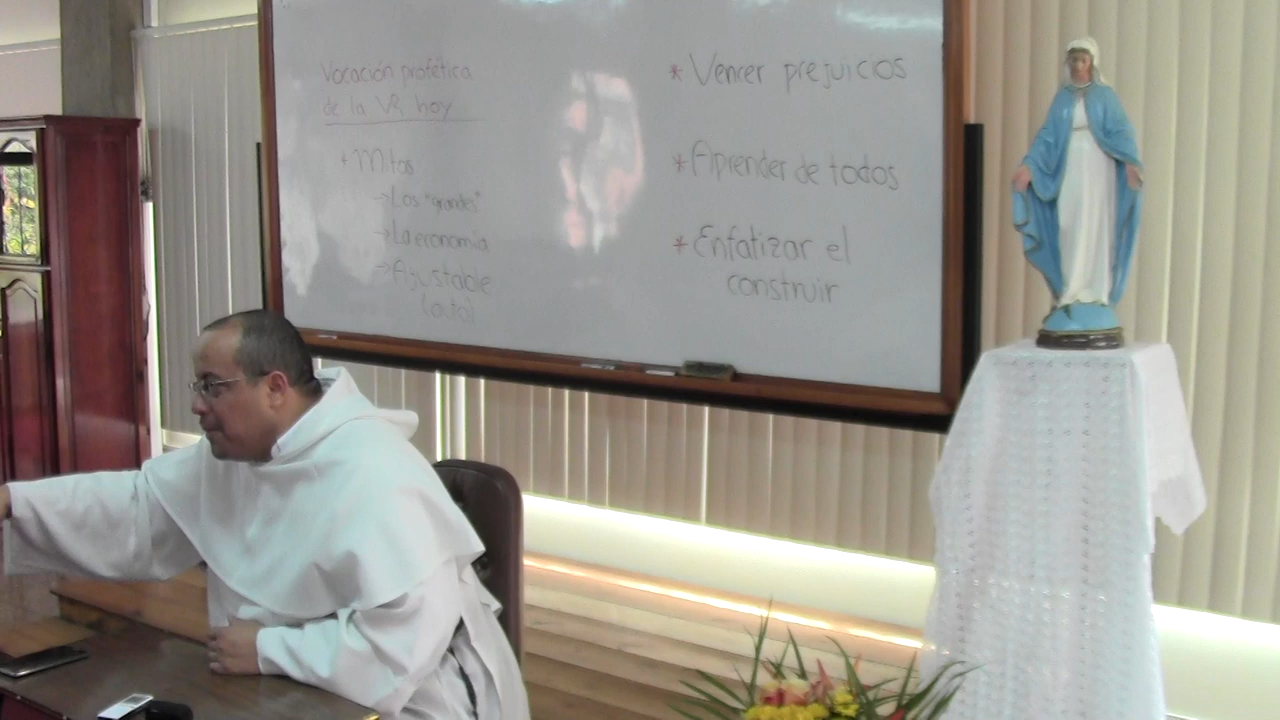 Vocación profética
de la VR hoy
+ Mitos
→ Los "grandes"
→ La economía
→ Ajustable
(auto)
* Vencer prejuicios
* Aprender de todos
* Enfatizar el
construir